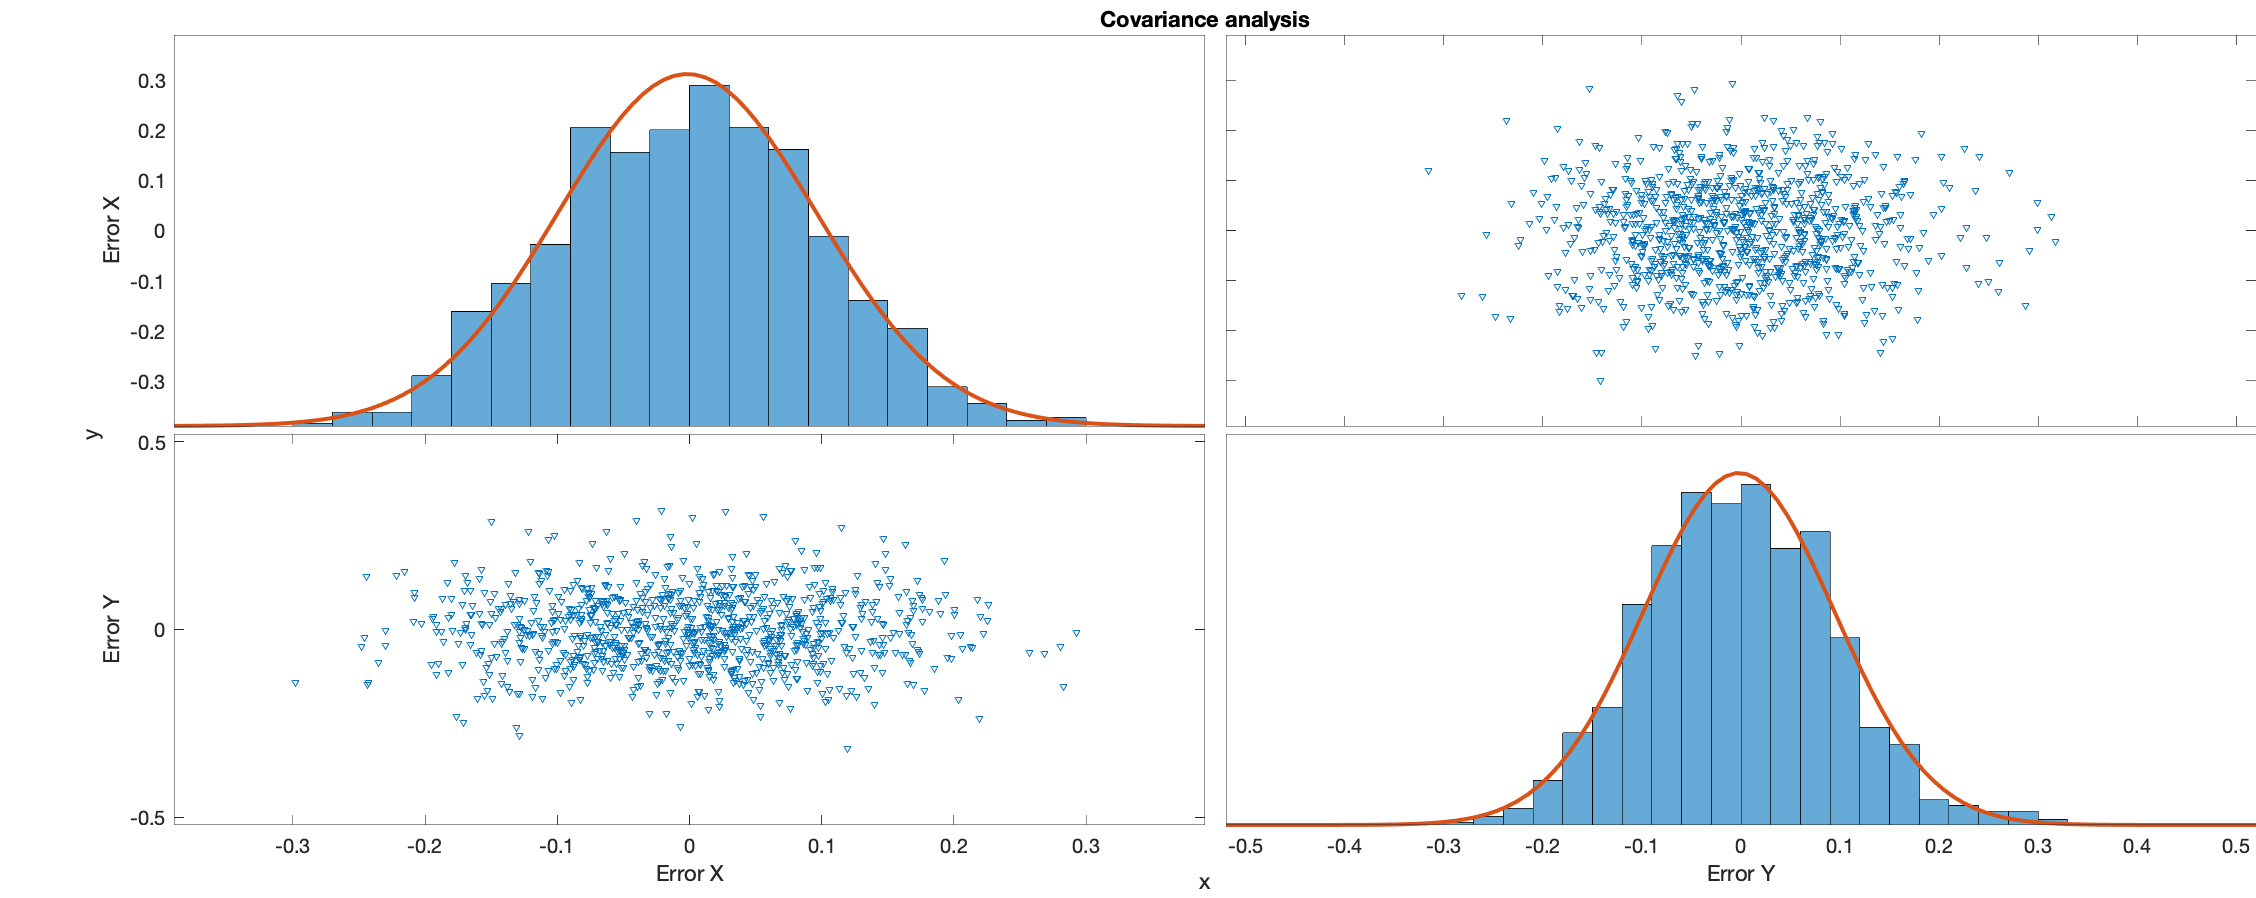 Covariance analysis
0.3
0.2
0.1
0
-0.1
-0.2
-0.3
Error X
y
0.5
0
-0.5
Error Y
-0.3 -0.2 -0.1 0 0.1 0.2 0.3
-0.5 -0.4 -0.3 -0.2 -0.1 0 0.1 0.2 0.3 0.4 0.5
Error X
Error Y
x